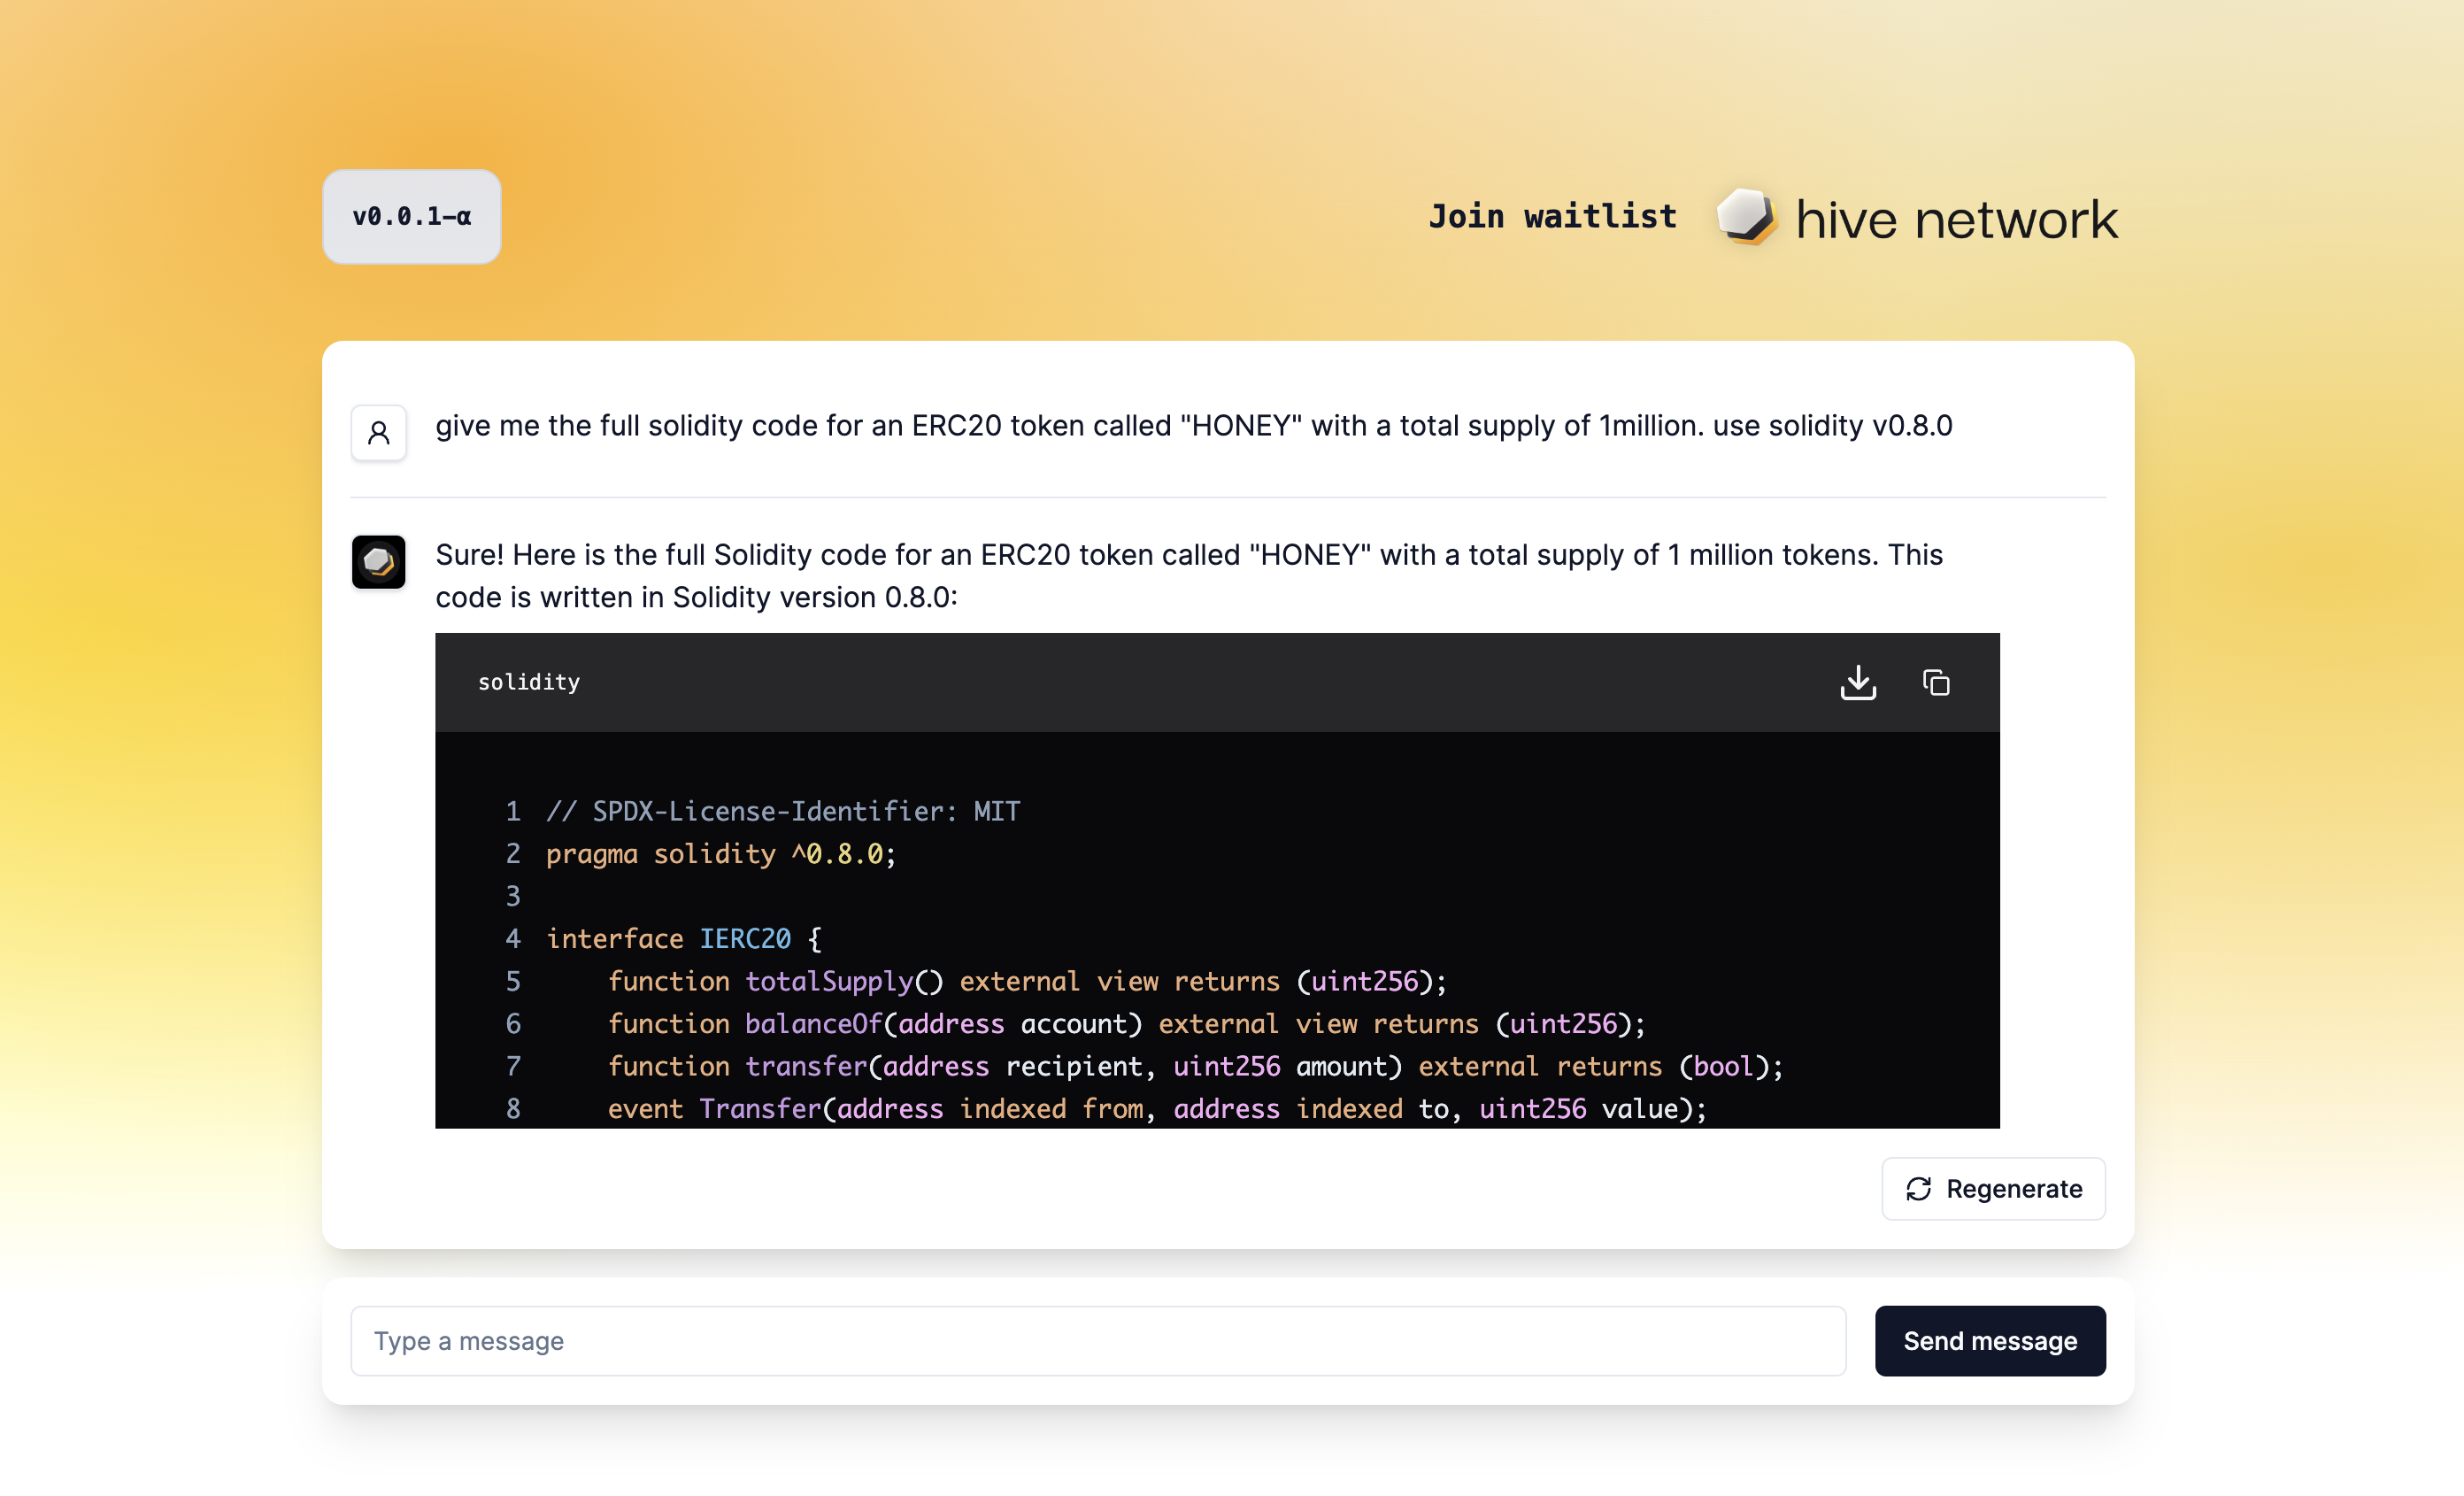 v0.0.1-α
Join waitlist
hive network
give me the full solidity code for an ERC20 token called "HONEY" with a total supply of 1million. use solidity v0.8.0
Sure! Here is the full Solidity code for an ERC20 token called "HONEY" with a total supply of 1 million tokens. This
code is written in Solidity version 0.8.0:
solidity
1 // SPDX-License-Identifier: MIT
2 pragma solidity ^0.8.0;
3
4 interface IERC20 {
5     function totalSupply() external view returns (uint256);
6     function balanceOf(address account) external view returns (uint256);
7     function transfer(address recipient, uint256 amount) external returns (bool);
8     event Transfer(address indexed from, address indexed to, uint256 value);
Regenerate
Type a message
Send message